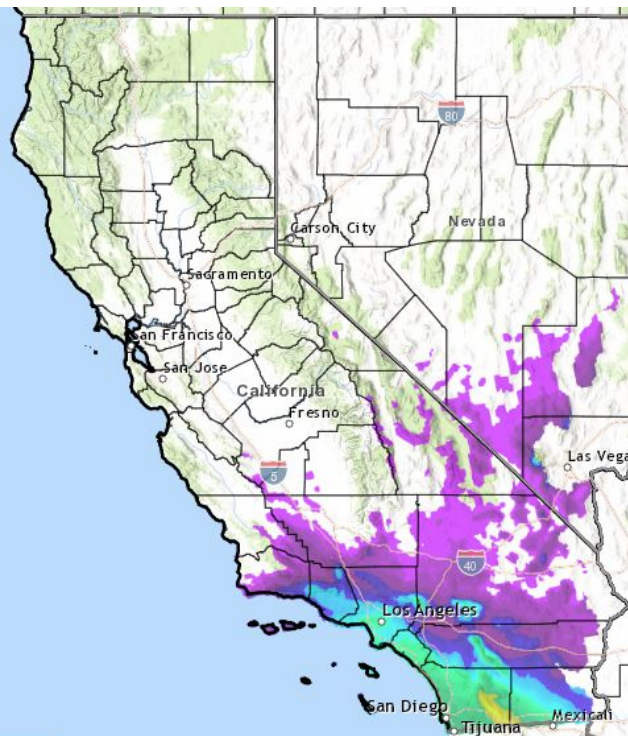 80
Nevada
Carson City
Sacramento
San Francisco
San Jose
California
Fresno
5
Las Vega
40
Los Angeles
San Diego
Mexicali
Tijuana